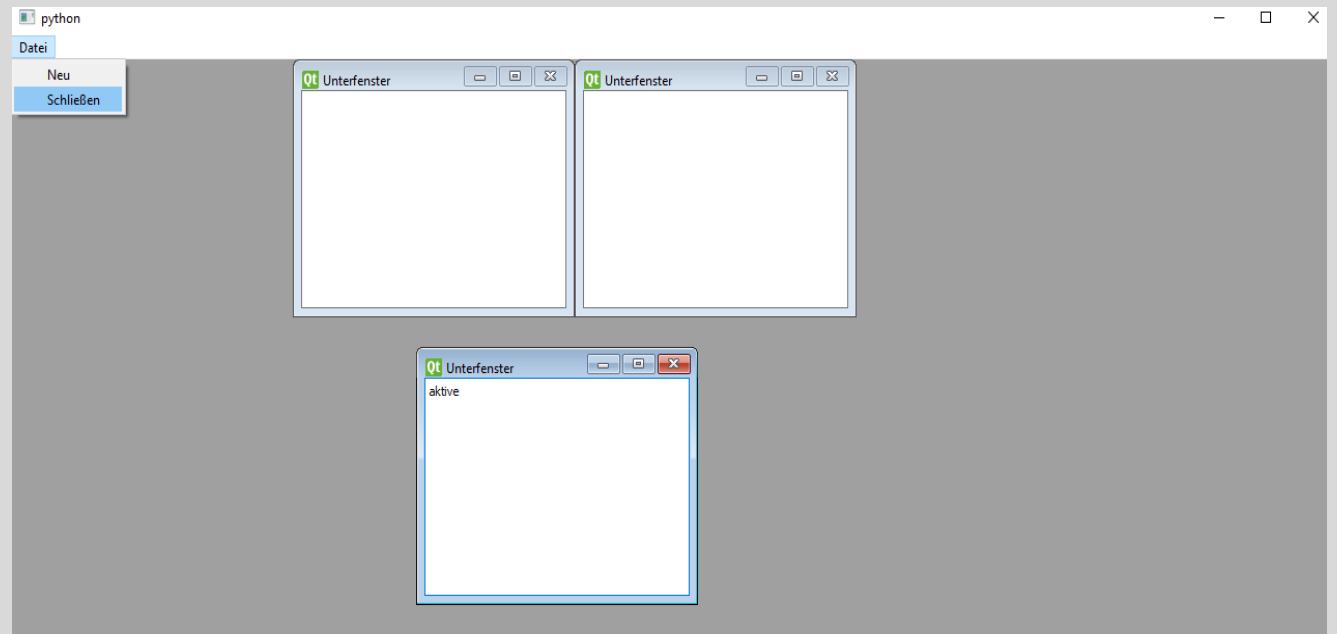 python
Datei
Neu
Schließen
Qt Unterfenster
Qt Unterfenster
Qt Unterfenster
aktive